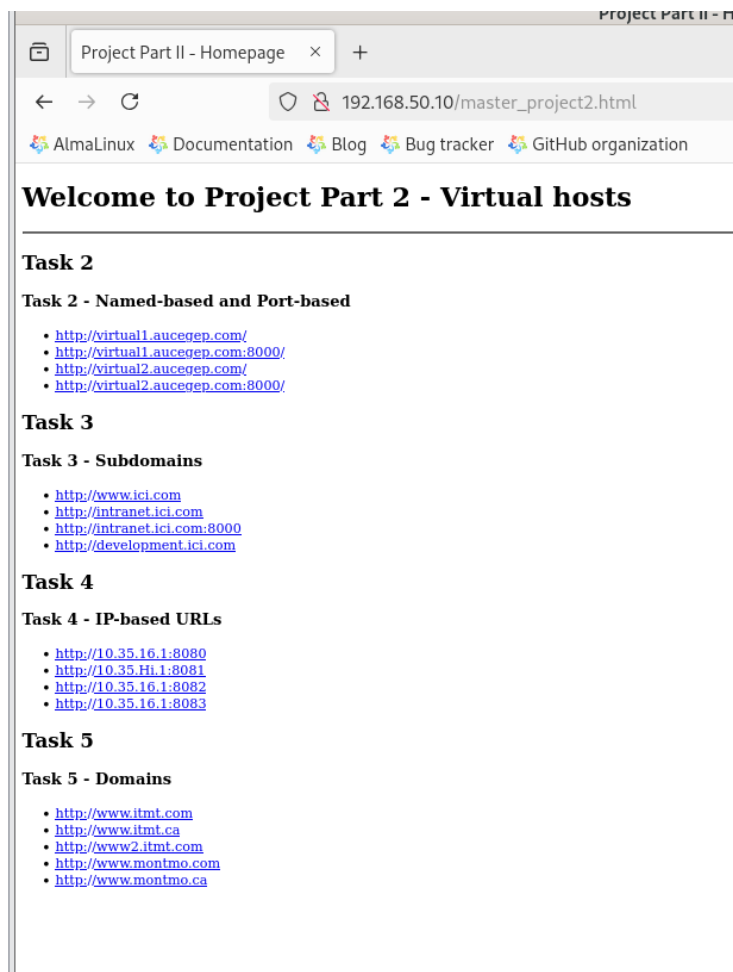 Project Part II - H
Project Part II - Homepage
192.168.50.10/master_project2.html
AlmaLinux Documentation Blog Bug tracker GitHub organization
Welcome to Project Part 2 - Virtual hosts
Task 2
Task 2 - Named-based and Port-based
http://virtual1.aucegep.com/
http://virtual1.aucegep.com:8000/
http://virtual2.aucegep.com/
http://virtual2.aucegep.com:8000/
Task 3
Task 3 - Subdomains
http://www.ici.com
http://intranet.ici.com
http://intranet.ici.com:8000
http://development.ici.com
Task 4
Task 4 - IP-based URLs
http://10.35.16.1:8080
http://10.35.Hi.1:8081
http://10.35.16.1:8082
http://10.35.16.1:8083
Task 5
Task 5 - Domains
http://www.itmt.com
http://www.itmt.ca
http://www2.itmt.com
http://www.montmo.com
http://www.montmo.ca